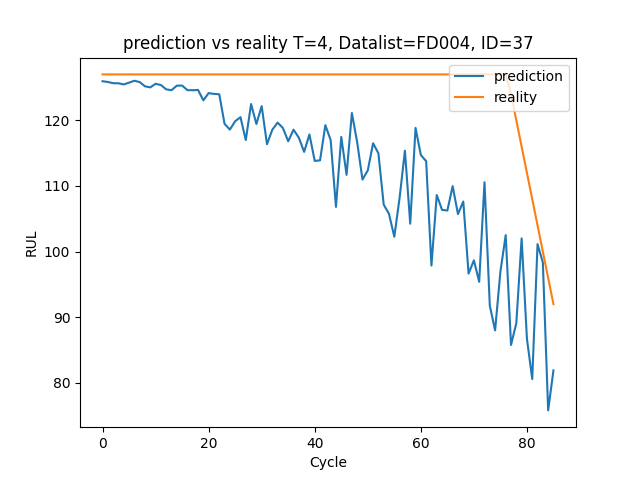 prediction vs reality T=4, Datalist=FD004, ID=37
prediction
reality
RUL
120
110
100
90
80
0 20 40 60 80
Cycle